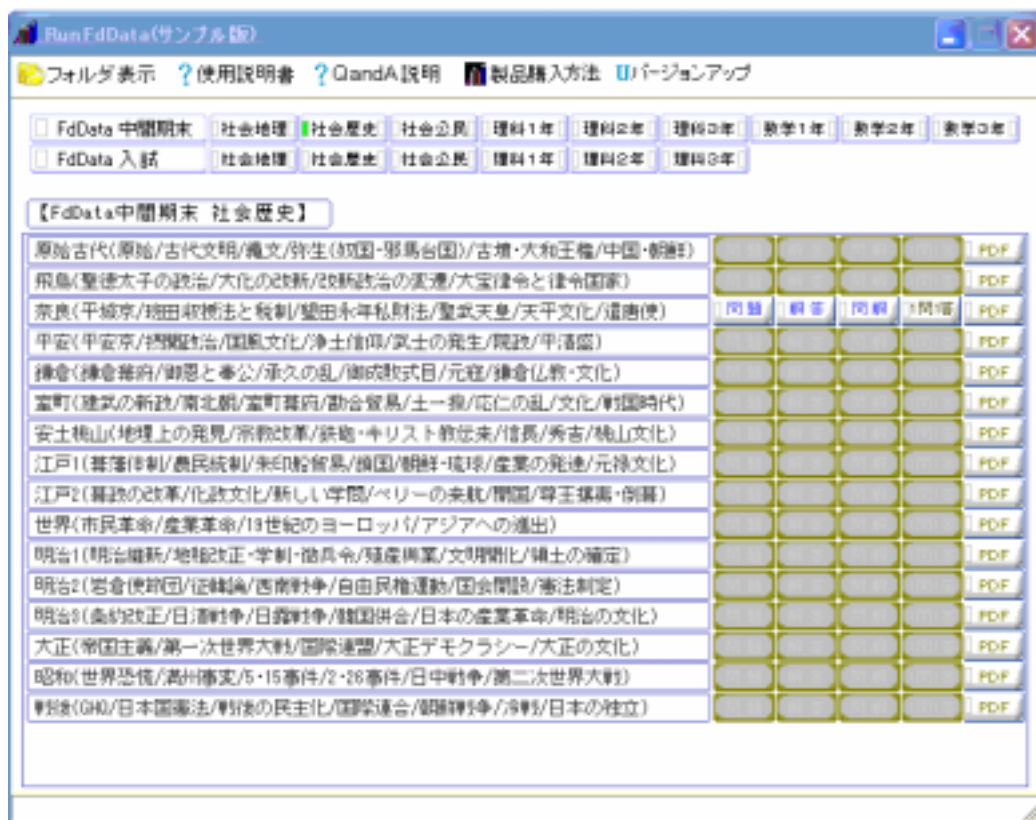 RunFdData(サンプル版)
フォルダ表示 ?使用説明書 ?QandA説明 製品購入方法 Uバージョンアップ
FdData 中間期末 社会地理 社会歴史 社会公民 理科1年 理科2年 理科3年 数学1年 数学2年 数学3年
FdData 入試 社会地理 社会歴史 社会公民 理科1年 理科2年 理科3年
【FdData中間期末 社会歴史】
原始古代(原始/古代文明/縄文/弥生(奴国・邪馬台国)/古墳・大和王権/中国・朝鮮) PDF
飛鳥(聖徳太子の政治/大化の改新/改新政治の変遷/大宝律令と律令国家) PDF
奈良(平城京/班田収授法と税制/墾田永年私財法/聖武天皇/天平文化/遣唐使) 問題 解答 問解 1問1答 PDF
平安(平安京/摂関政治/国風文化/浄土信仰/武士の発生/院政/平清盛) PDF
鎌倉(鎌倉幕府/御恩と奉公/承久の乱/御成敗式目/元寇/鎌倉仏教・文化) PDF
室町(建武の新政/南北朝/室町幕府/勘合貿易/土一揆/応仁の乱/文化/戦国時代) PDF
安土桃山(地理上の発見/宗教改革/鉄砲・キリスト教伝来/信長/秀吉/桃山文化) PDF
江戸1(幕藩体制/農民統制/朱印船貿易/鎖国/朝鮮・琉球/産業の発達/元禄文化) PDF
江戸2(幕政の改革/化政文化/新しい学問/ペリーの来航/開国/尊王攘夷・倒幕) PDF
世界(市民革命/産業革命/19世紀のヨーロッパ/アジアへの進出) PDF
明治1(明治維新/地租改正・学制・徴兵令/殖産興業/文明開化/領土の確定) PDF
明治2(岩倉使節団/征韓論/西南戦争/自由民権運動/国会開設/憲法制定) PDF
明治3(条約改正/日清戦争/日露戦争/韓国併合/日本の産業革命/明治の文化) PDF
大正(帝国主義/第一次世界大戦/国際連盟/大正デモクラシー/大正の文化) PDF
昭和(世界恐慌/満州事変/5・15事件/2・26事件/日中戦争/第二次世界大戦) PDF
戦後(GHQ/日本国憲法/戦後の民主化/国際連合/朝鮮戦争/冷戦/日本の独立) PDF